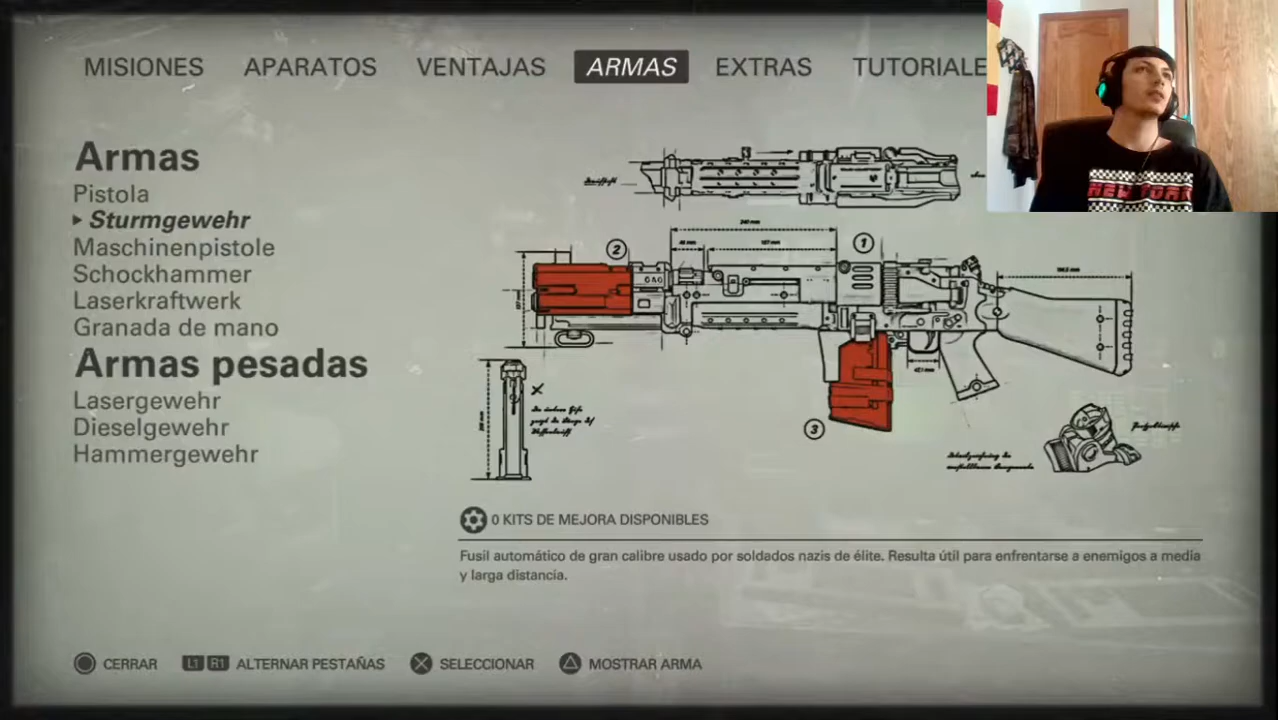 MISIONES APARATOS VENTAJAS ARMAS EXTRAS TUTORIALE
Armas
Pistola
Sturmgewehr
Maschinenpistole
Schockhammer
Laserkraftwerk
Granada de mano
Armas pesadas
Lasergewehr
Dieselgewehr
Hammergewehr
2
1
3
0 KITS DE MEJORA DISPONIBLES
Fusil automático de gran calibre usado por soldados nazis de élite. Resulta útil para enfrentarse a enemigos a media
y larga distancia.
CERRAR L1 R1 ALTERNAR PESTAÑAS SELECCIONAR MOSTRAR ARMA
NEW YORK